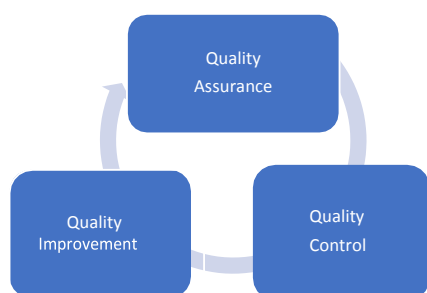 Quality
Assurance
Quality
Improvement
Quality
Control